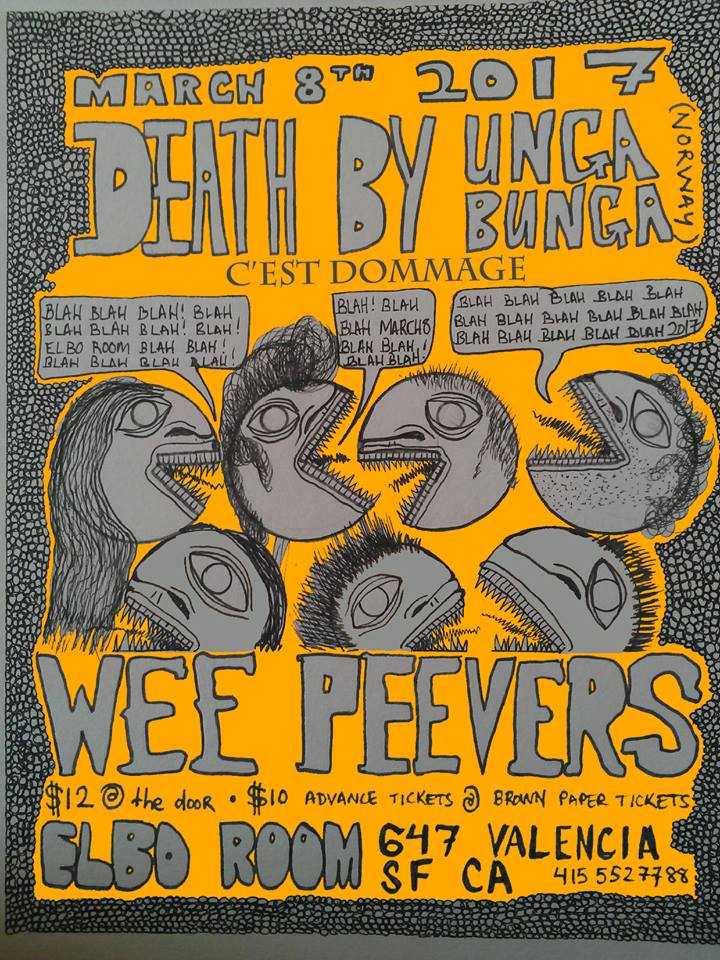 MARCH 8TH 2017
DEATH BY UNGA BUNGA
(NORWAY)
C'EST DOMMAGE
BLAH BLAH BLAH! BLAH
BLAH BLAH BLAH! BLAH!
ELBO ROOM BLAH BLAH!
BLAH BLAH BLAH BLAH!
BLAH! BLAH
BLAH MARCH8
BLAH BLAH!
BLAH BLAH!
BLAH BLAH BLAH BLAH BLAH
BLAH BLAH BLAH BLAH BLAH BLAH
BLAH BLAH BLAH BLAH BLAH 2017
WEE PEEVERS
$12 @ the door • $10 ADVANCE TICKETS @ BROWN PAPER TICKETS
ELBO ROOM 647 VALENCIA
SF CA 415 5527788